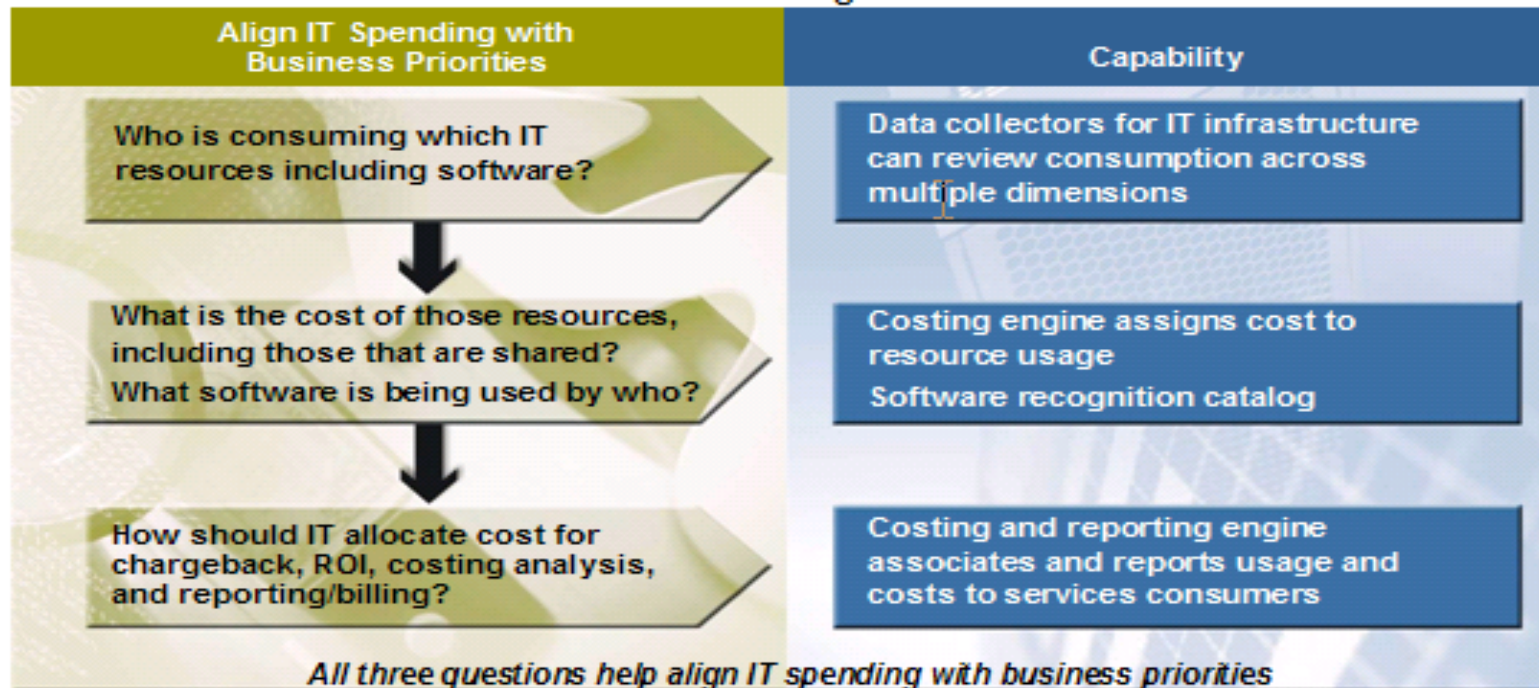 Align IT Spending with
Business Priorities
Capability
Who is consuming which IT
resources including software?
Data collectors for IT infrastructure
can review consumption across
multiple dimensions
What is the cost of those resources,
including those that are shared?
What software is being used by who?
Costing engine assigns cost to
resource usage
Software recognition catalog
How should IT allocate cost for
chargeback, ROI, costing analysis,
and reporting/billing?
Costing and reporting engine
associates and reports usage and
costs to services consumers
All three questions help align IT spending with business priorities